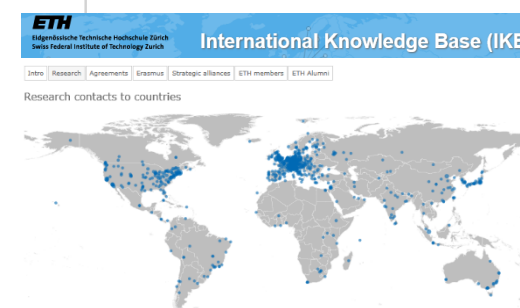 ETH
Eidgenössische Technische Hochschule Zürich
Swiss Federal Institute of Technology Zurich
International Knowledge Base (IKB
Intro Research Agreements Erasmus Strategic alliances ETH members ETH Alumni
Research contacts to countries